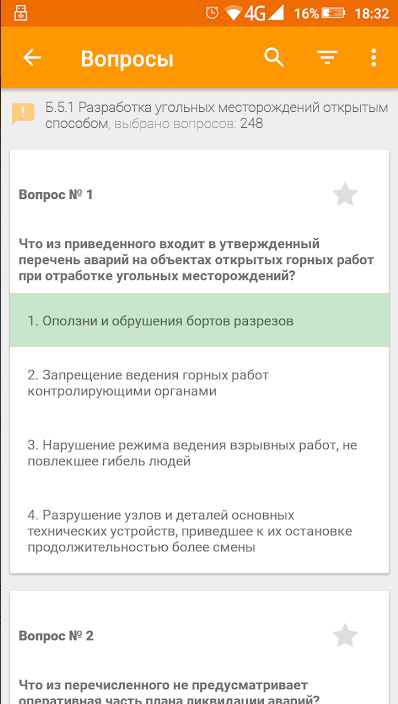 4G 16% 18:32
Вопросы
Б.5.1 Разработка угольных месторождений открытым
способом, выбрано вопросов: 248
Вопрос № 1
Что из приведенного входит в утвержденный
перечень аварий на объектах открытых горных работ
при отработке угольных месторождений?
1. Оползни и обрушения бортов разрезов
2. Запрещение ведения горных работ
контролирующими органами
3. Нарушение режима ведения взрывных работ, не
повлекшее гибель людей
4. Разрушение узлов и деталей основных
технических устройств, приведшее к их остановке
продолжительностью более смены
Вопрос № 2
Что из перечисленного не предусматривает
оперативная часть плана ликвидации аварий?